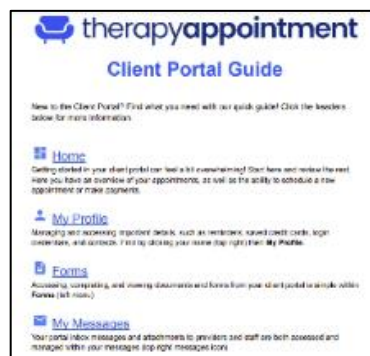 therapyappointment
Client Portal Guide
New to the Client Portal? Find what you need with our quick guide! Click the headers
below for more information.
Home
Getting started in your client portal can feel a bit overwhelming! Start here and review the rest.
Here you have an overview of your appointments, as well as the ability to schedule a new
appointment or make payments.
My Profile
Managing and accessing important details, such as reminders, saved credit cards, login
credentials, and contacts. Find by clicking your name (top right) then My Profile.
Forms
Accessing, completing, and viewing documents and forms from your client portal is simple within
Forms (left menu)
My Messages
Your portal inbox messages and attachments to providers and staff are both accessed and
managed within your messages (top right messages icon)